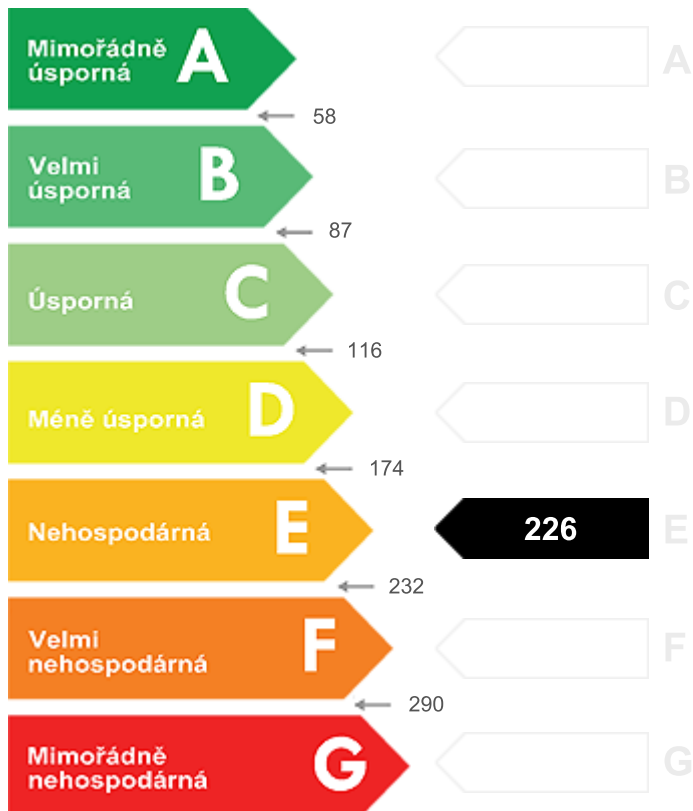 Mimořádně
úsporná
A
A
58
Velmi
úsporná
B
B
87
Úsporná
C
C
116
Méně úsporná
D
D
174
Nehospodárná
E
226
E
232
Velmi
nehospodárná
F
F
290
Mimořádně
nehospodárná
G
G